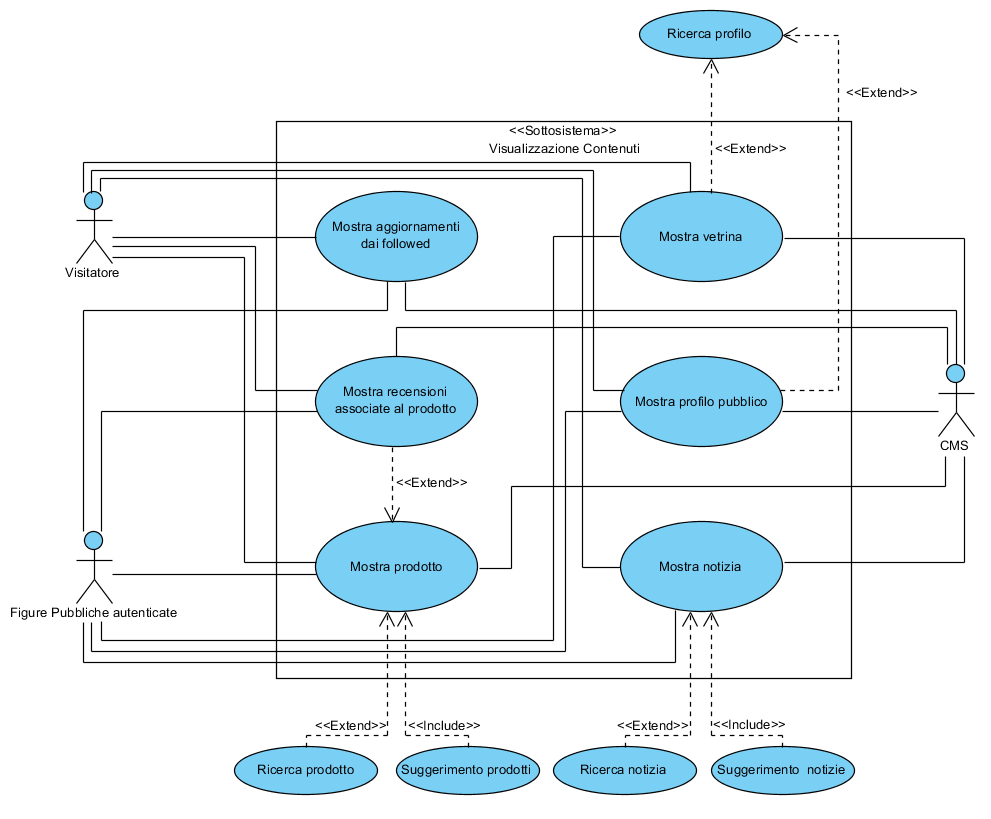 Ricerca profilo
<<Extend>>
<<Sottosistema>>
Visualizzazione Contenuti
<<Extend>>
Mostra aggiornamenti
dai followed
Mostra vetrina
Visitatore
Mostra recensioni
associate al prodotto
Mostra profilo pubblico
CMS
<<Extend>>
Mostra prodotto
Mostra notizia
Figure Pubbliche autenticate
<<Extend>>
<<Include>>
<<Extend>>
<<Include>>
Ricerca prodotto
Suggerimento prodotti
Ricerca notizia
Suggerimento notizie